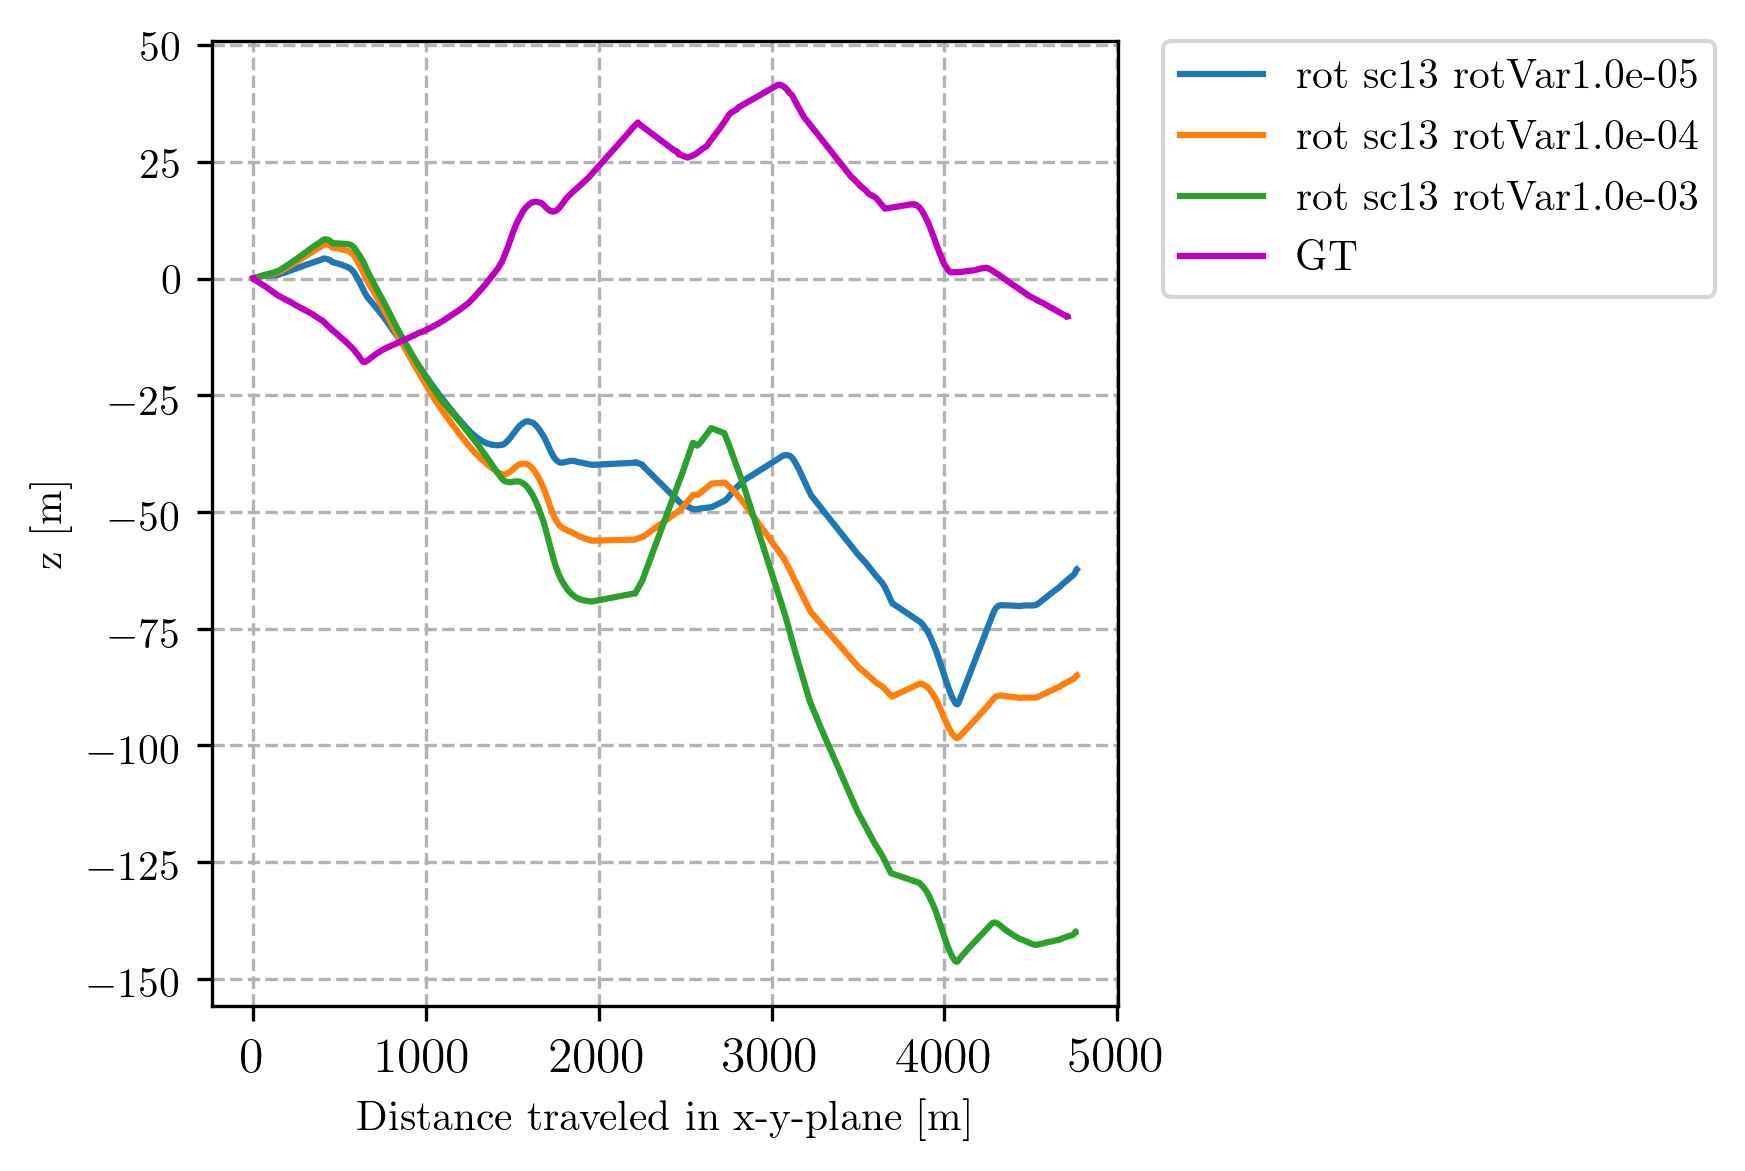 50
25
0
−25
−50
−75
−100
−125
−150
z [m]
0 1000 2000 3000 4000 5000
Distance traveled in x-y-plane [m]
rot sc13 rotVar1.0e-05
rot sc13 rotVar1.0e-04
rot sc13 rotVar1.0e-03
GT